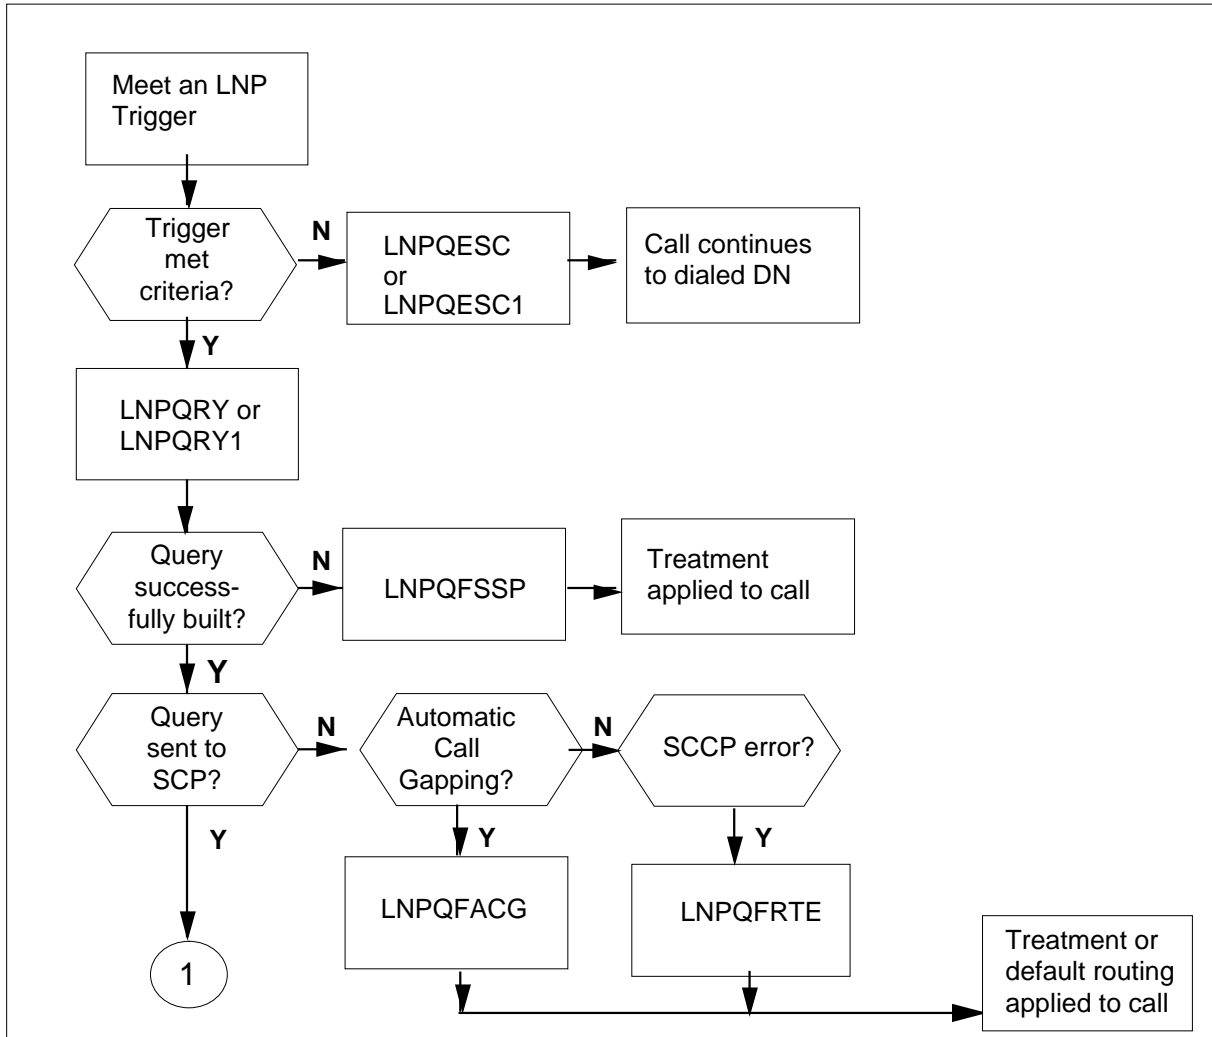 Meet an LNP
Trigger
Trigger
met
criteria?
N
LNPQESC
or
LNPQESC1
Call continues
to dialed DN
Y
LNPQRY or
LNPQRY1
Query
success-
fully built?
N
LNPQFSSP
Treatment
applied to call
Y
Query
sent to
SCP?
N
Automatic
Call
Gapping?
N
SCCP error?
Y
Y
Y
LNPQFACG
LNPQFRTE
1
Treatment or
default routing
applied to call